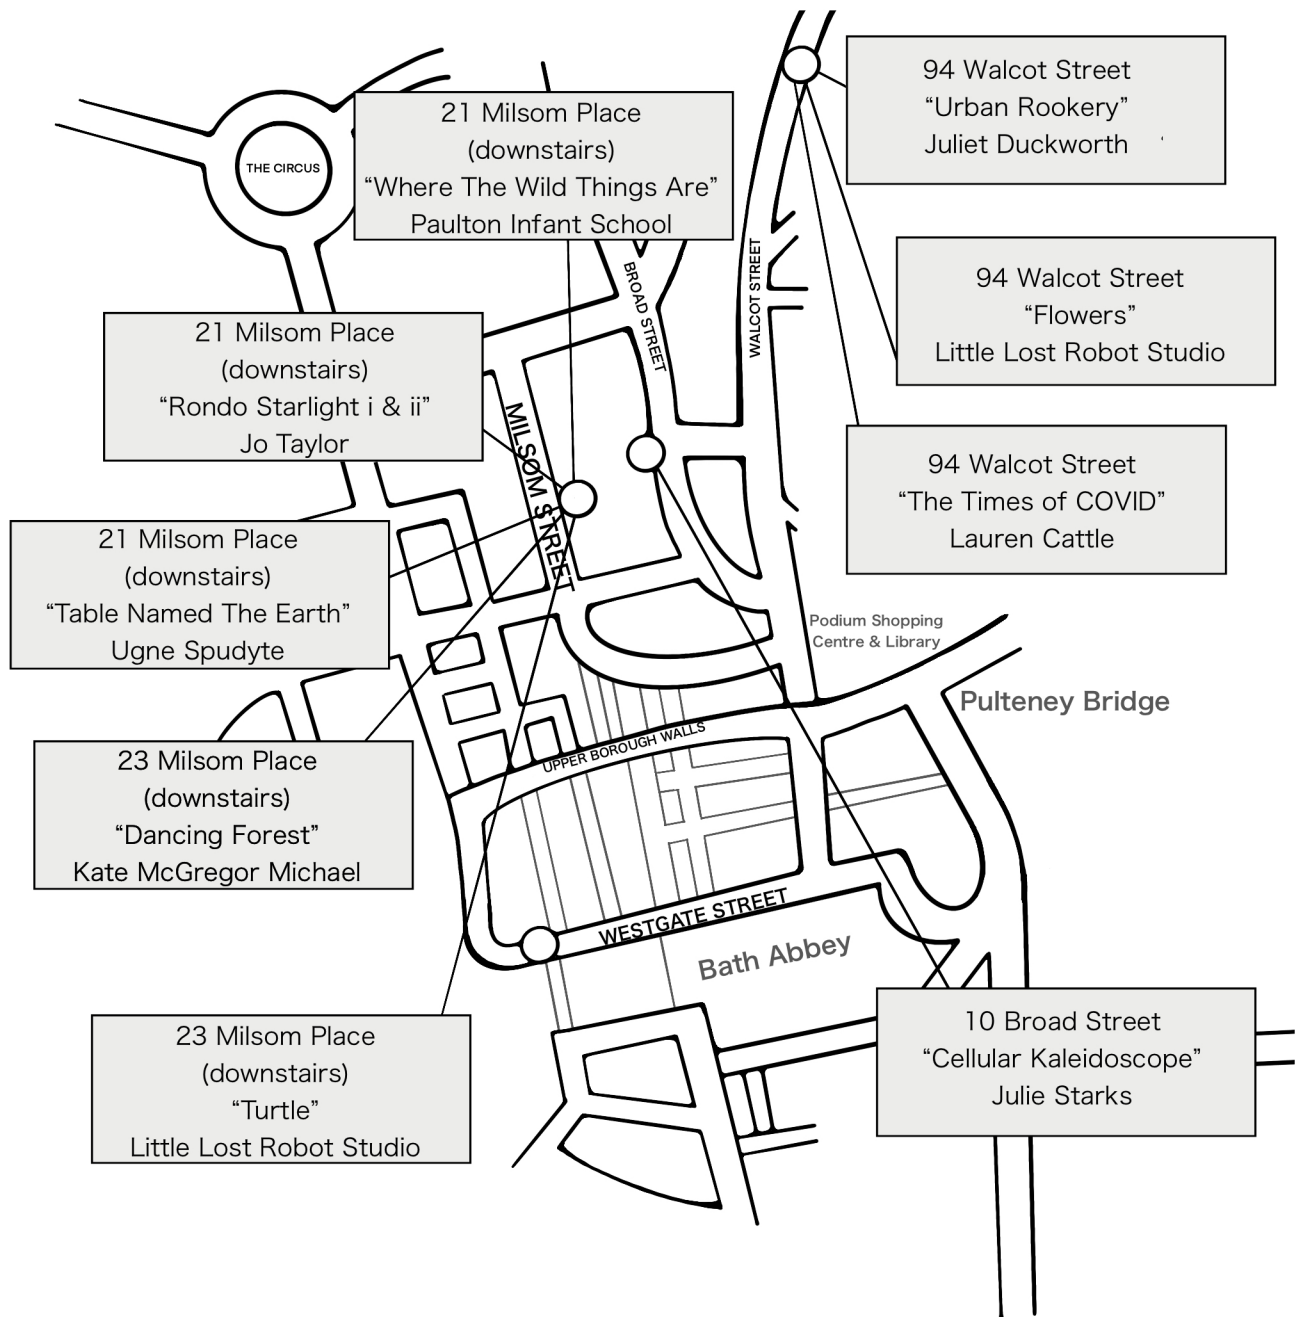 94 Walcot Street
“Urban Rookery”
Juliet Duckworth
21 Milsom Place
(downstairs)
“Where The Wild Things Are”
Paulton Infant School
THE CIRCUS
94 Walcot Street
“Flowers”
Little Lost Robot Studio
BROAD STREET
WALCOT STREET
21 Milsom Place
(downstairs)
“Rondo Starlight i & ii”
Jo Taylor
MILSOM STREET
94 Walcot Street
“The Times of COVID”
Lauren Cattle
21 Milsom Place
(downstairs)
“Table Named The Earth”
Ugne Spudyte
Podium Shopping
Centre & Library
Pulteney Bridge
UPPER BOROUGH WALLS
23 Milsom Place
(downstairs)
“Dancing Forest”
Kate McGregor Michael
WESTGATE STREET
Bath Abbey
23 Milsom Place
(downstairs)
“Turtle”
Little Lost Robot Studio
10 Broad Street
“Cellular Kaleidoscope”
Julie Starks